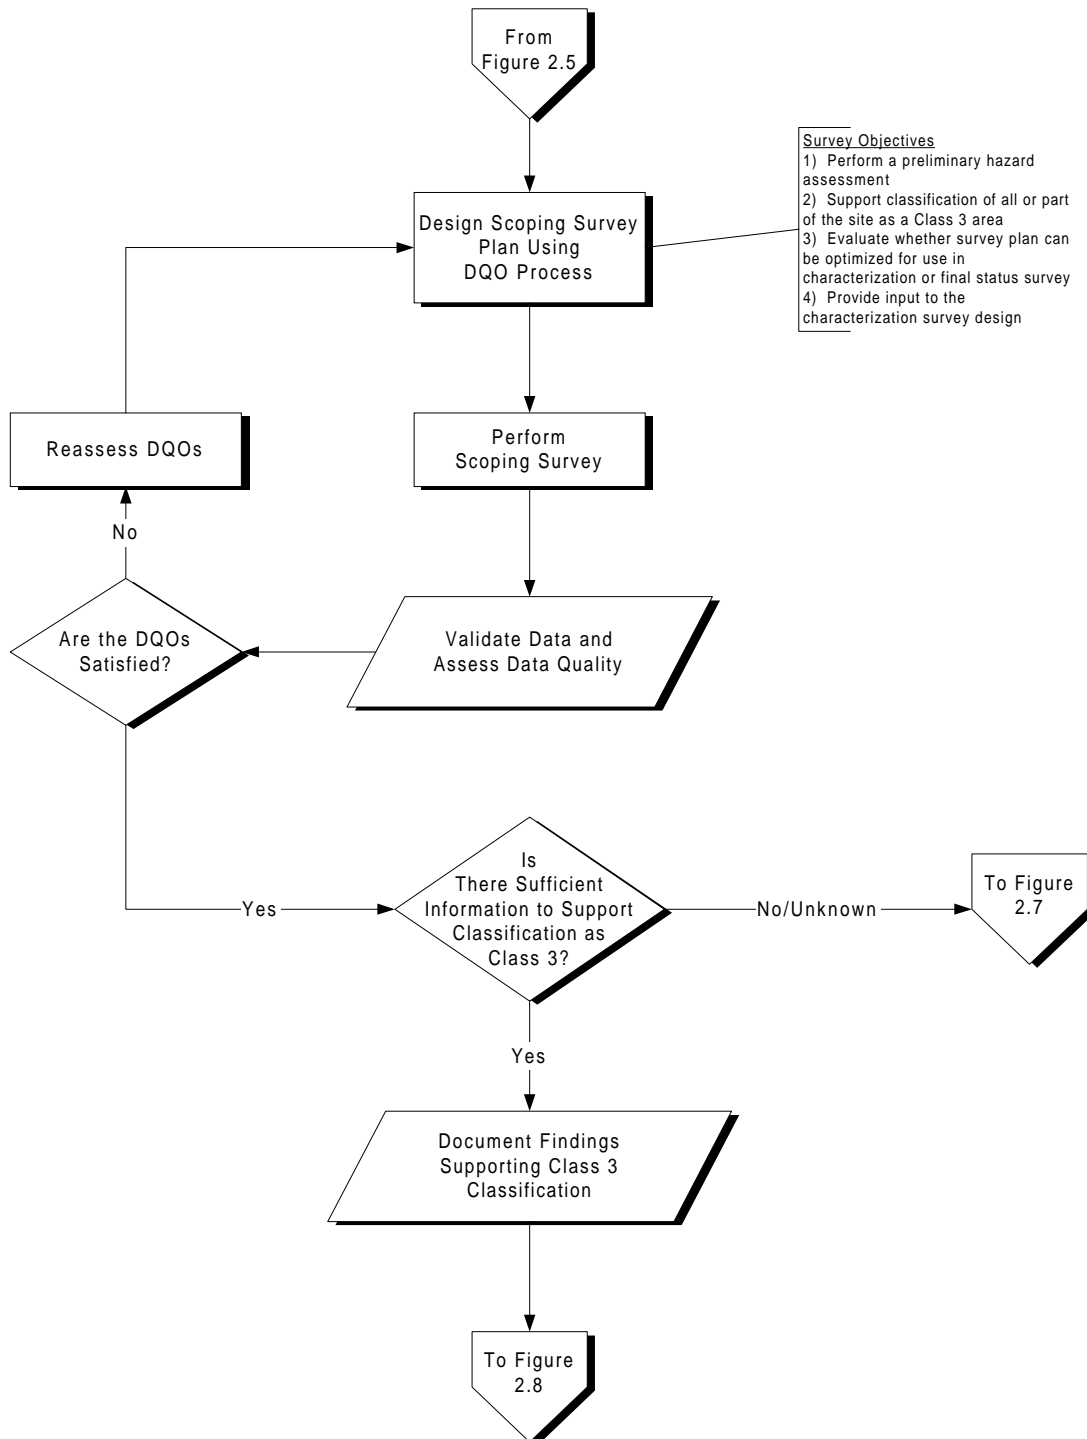 From
Figure 2.5
Survey Objectives
1) Perform a preliminary hazard
assessment
2) Support classification of all or part
of the site as a Class 3 area
3) Evaluate whether survey plan can
be optimized for use in
characterization or final status survey
4) Provide input to the
characterization survey design
Design Scoping Survey
Plan Using
DQO Process
Reassess DQOs
Perform
Scoping Survey
No
Are the DQOs
Satisfied?
Validate Data and
Assess Data Quality
Yes
Is
There Sufficient
Information to Support
Classification as
Class 3?
No/Unknown
To Figure
2.7
Yes
Document Findings
Supporting Class 3
Classification
To Figure
2.8